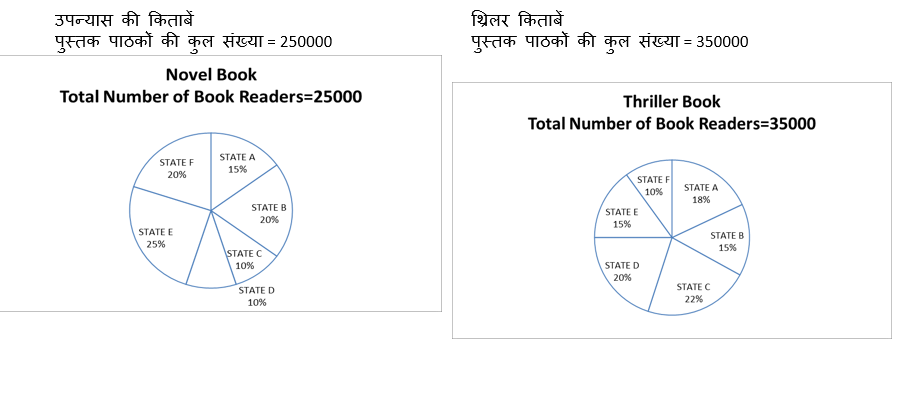 उपन्यास की किताबें
पुस्तक पाठकों की कुल संख्या = 250000
Novel Book
Total Number of Book Readers=25000
STATE A
15%
STATE B
20%
STATE C
10%
STATE D
10%
STATE E
25%
STATE F
20%
थ्रिलर किताबें
पुस्तक पाठकों की कुल संख्या = 350000
Thriller Book
Total Number of Book Readers=35000
STATE A
18%
STATE B
15%
STATE C
22%
STATE D
20%
STATE E
15%
STATE F
10%